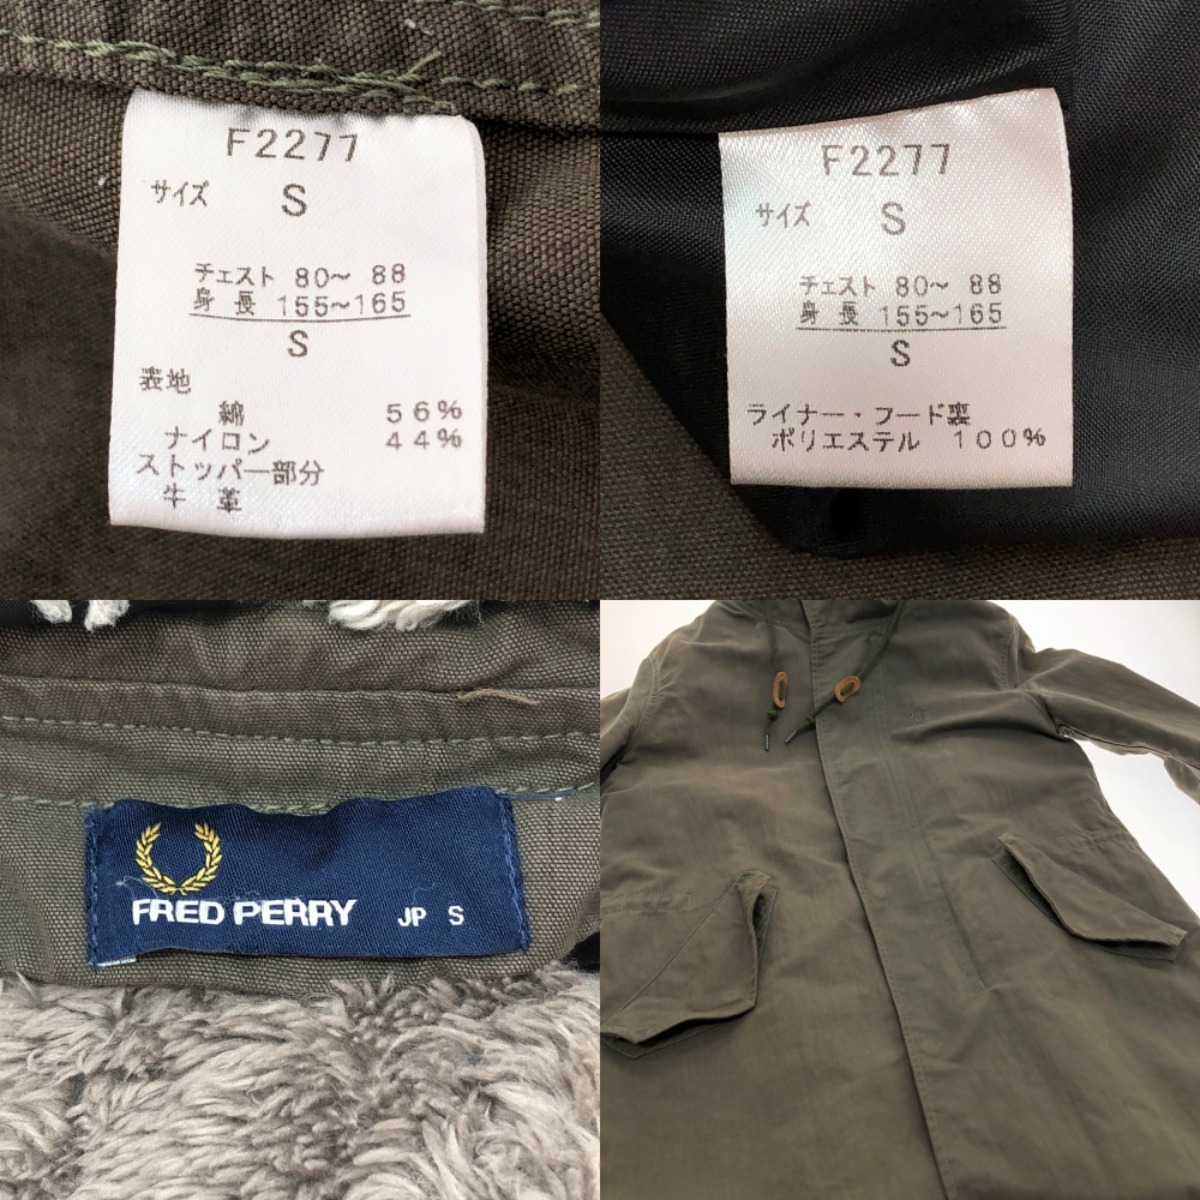 F2277
サイズ S
チェスト 80～ 88
身 長 155～165
S
表地
綿 56%
ナイロン 44%
ストッパー部分
牛 革
F2277
サイズ S
チェスト 80～ 88
身 長 155～165
S
ライナー・フード裏
ポリエステル 100%
FRED PERRY JP S